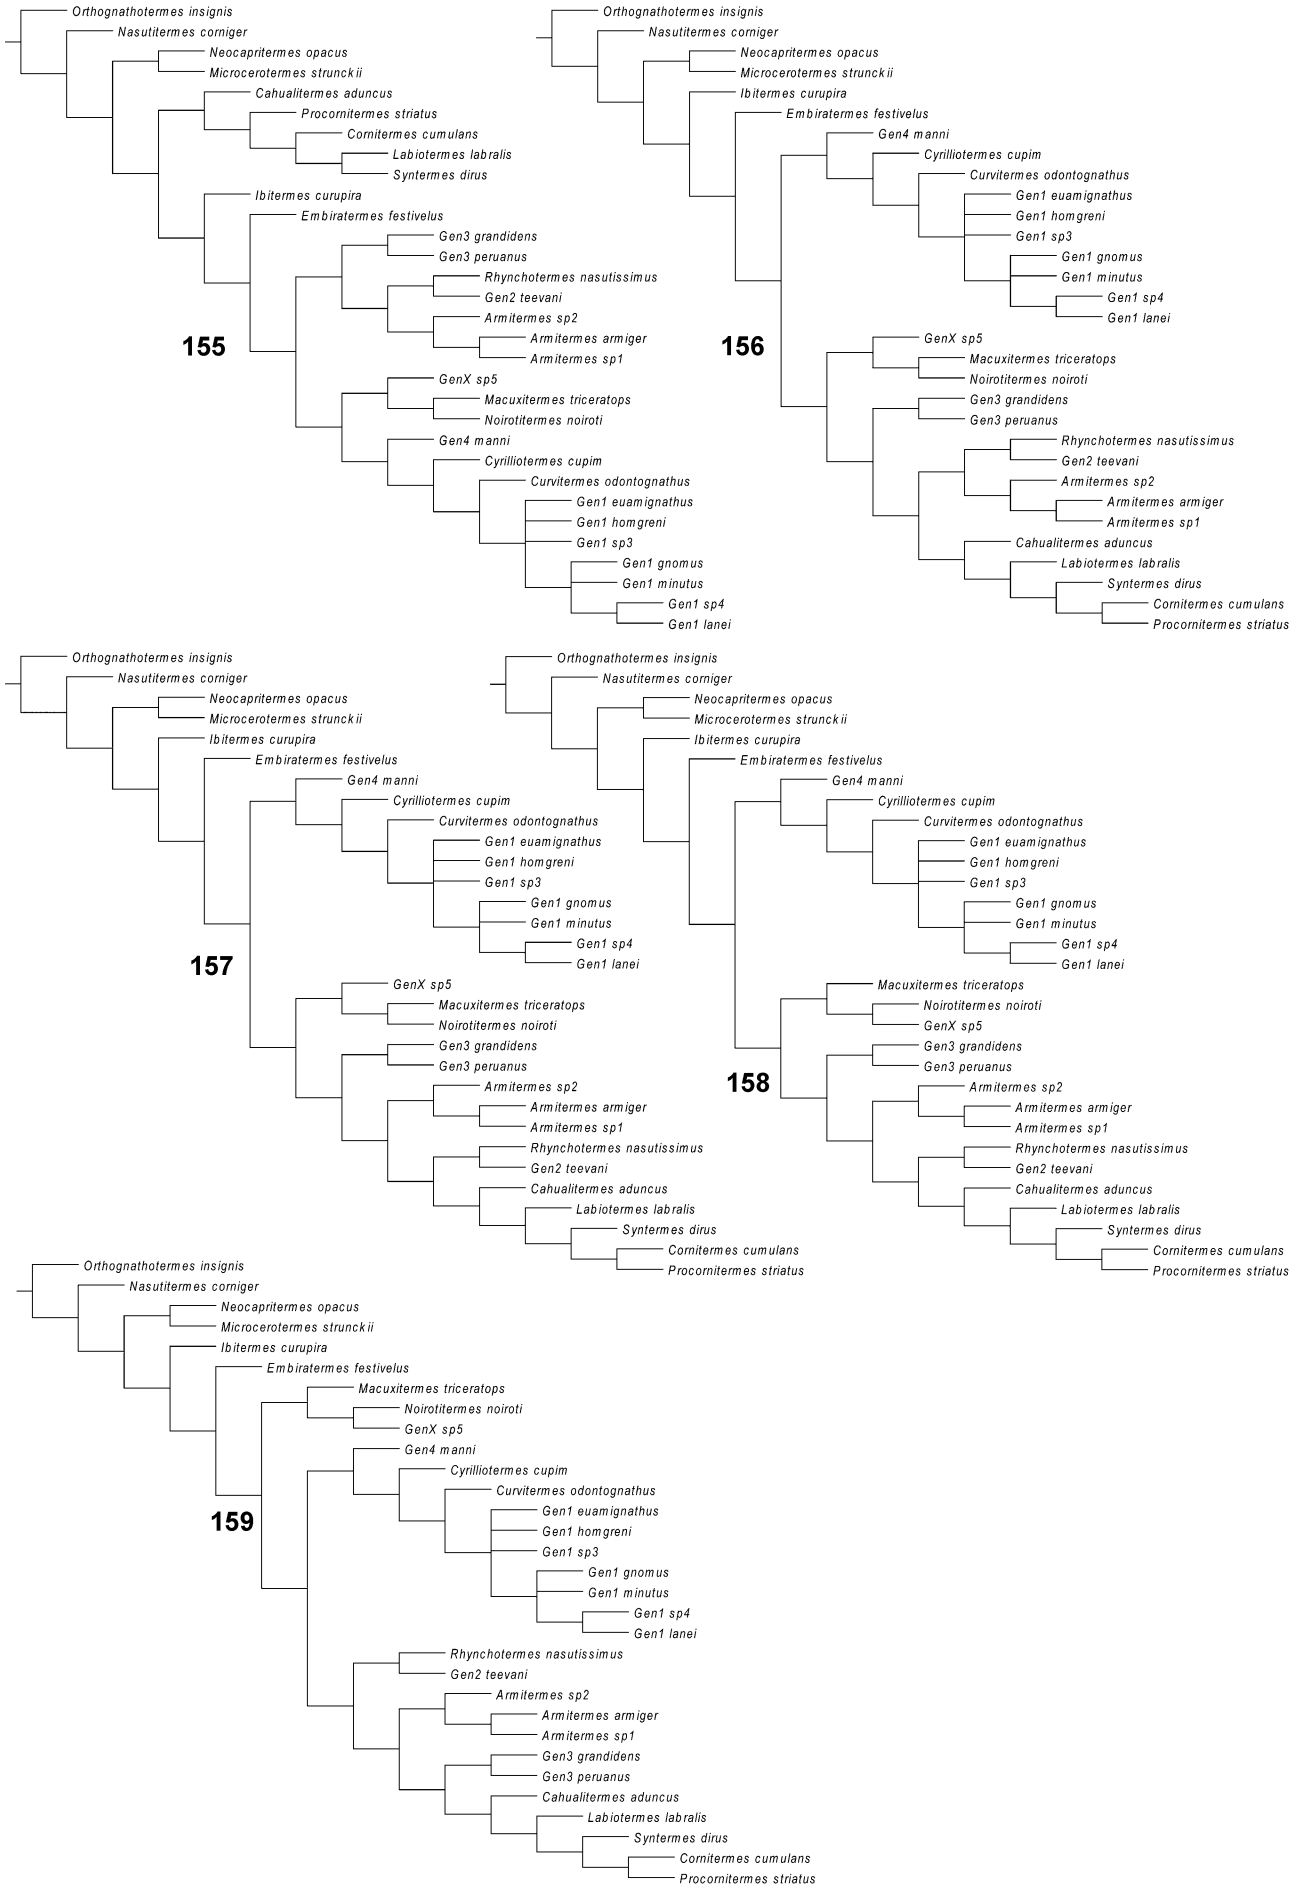 Orthognathotermes insignis
Nasutitermes corniger
Neocapritermes opacus
Microcerotermes strunckii
Cahualitermes aduncus
Procornitermes striatus
Cornitermes cumulans
Labiotermes labralis
Syntermes dirus
Ibitermes curupira
Embiratermes festivelus
Gen3 grandidens
Gen3 peruanus
Rhynchotermes nasutissimus
Gen2 teevani
Armitermes sp2
Armitermes armiger
Armitermes sp1
155
GenX sp5
Macuxitermes triceratops
Noirotitermes noiroti
Gen4 manni
Cyrilliotermes cupim
Curvitermes odontognathus
Gen1 euamignathus
Gen1 homgreni
Gen1 sp3
Gen1 gnomus
Gen1 minutus
Gen1 sp4
Gen1 lanei
Orthognathotermes insignis
Nasutitermes corniger
Neocapritermes opacus
Microcerotermes strunckii
Ibitermes curupira
Embiratermes festivelus
Gen4 manni
Cyrilliotermes cupim
Curvitermes odontognathus
Gen1 euamignathus
Gen1 homgreni
Gen1 sp3
Gen1 gnomus
Gen1 minutus
Gen1 sp4
Gen1 lanei
156
GenX sp5
Macuxitermes triceratops
Noirotitermes noiroti
Gen3 grandidens
Gen3 peruanus
Rhynchotermes nasutissimus
Gen2 teevani
Armitermes sp2
Armitermes armiger
Armitermes sp1
Cahualitermes aduncus
Labiotermes labralis
Syntermes dirus
Cornitermes cumulans
Procornitermes striatus
Orthognathotermes insignis
Nasutitermes corniger
Neocapritermes opacus
Microcerotermes strunckii
Ibitermes curupira
Embiratermes festivelus
Gen4 manni
Cyrilliotermes cupim
Curvitermes odontognathus
Gen1 euamignathus
Gen1 homgreni
Gen1 sp3
Gen1 gnomus
Gen1 minutus
Gen1 sp4
Gen1 lanei
157
GenX sp5
Macuxitermes triceratops
Noirotitermes noiroti
Gen3 grandidens
Gen3 peruanus
Armitermes sp2
Armitermes armiger
Armitermes sp1
Rhynchotermes nasutissimus
Gen2 teevani
Cahualitermes aduncus
Labiotermes labralis
Syntermes dirus
Cornitermes cumulans
Procornitermes striatus
Orthognathotermes insignis
Nasutitermes corniger
Neocapritermes opacus
Microcerotermes strunckii
Ibitermes curupira
Embiratermes festivelus
Gen4 manni
Cyrilliotermes cupim
Curvitermes odontognathus
Gen1 euamignathus
Gen1 homgreni
Gen1 sp3
Gen1 gnomus
Gen1 minutus
Gen1 sp4
Gen1 lanei
Macuxitermes triceratops
Noirotitermes noiroti
GenX sp5
Gen3 grandidens
Gen3 peruanus
158
Armitermes sp2
Armitermes armiger
Armitermes sp1
Rhynchotermes nasutissimus
Gen2 teevani
Cahualitermes aduncus
Labiotermes labralis
Syntermes dirus
Cornitermes cumulans
Procornitermes striatus
Orthognathotermes insignis
Nasutitermes corniger
Neocapritermes opacus
Microcerotermes strunckii
Ibitermes curupira
Embiratermes festivelus
Macuxitermes triceratops
Noirotitermes noiroti
GenX sp5
Gen4 manni
Cyrilliotermes cupim
Curvitermes odontognathus
Gen1 euamignathus
159
Gen1 homgreni
Gen1 sp3
Gen1 gnomus
Gen1 minutus
Gen1 sp4
Gen1 lanei
Rhynchotermes nasutissimus
Gen2 teevani
Armitermes sp2
Armitermes armiger
Armitermes sp1
Gen3 grandidens
Gen3 peruanus
Cahualitermes aduncus
Labiotermes labralis
Syntermes dirus
Cornitermes cumulans
Procornitermes striatus